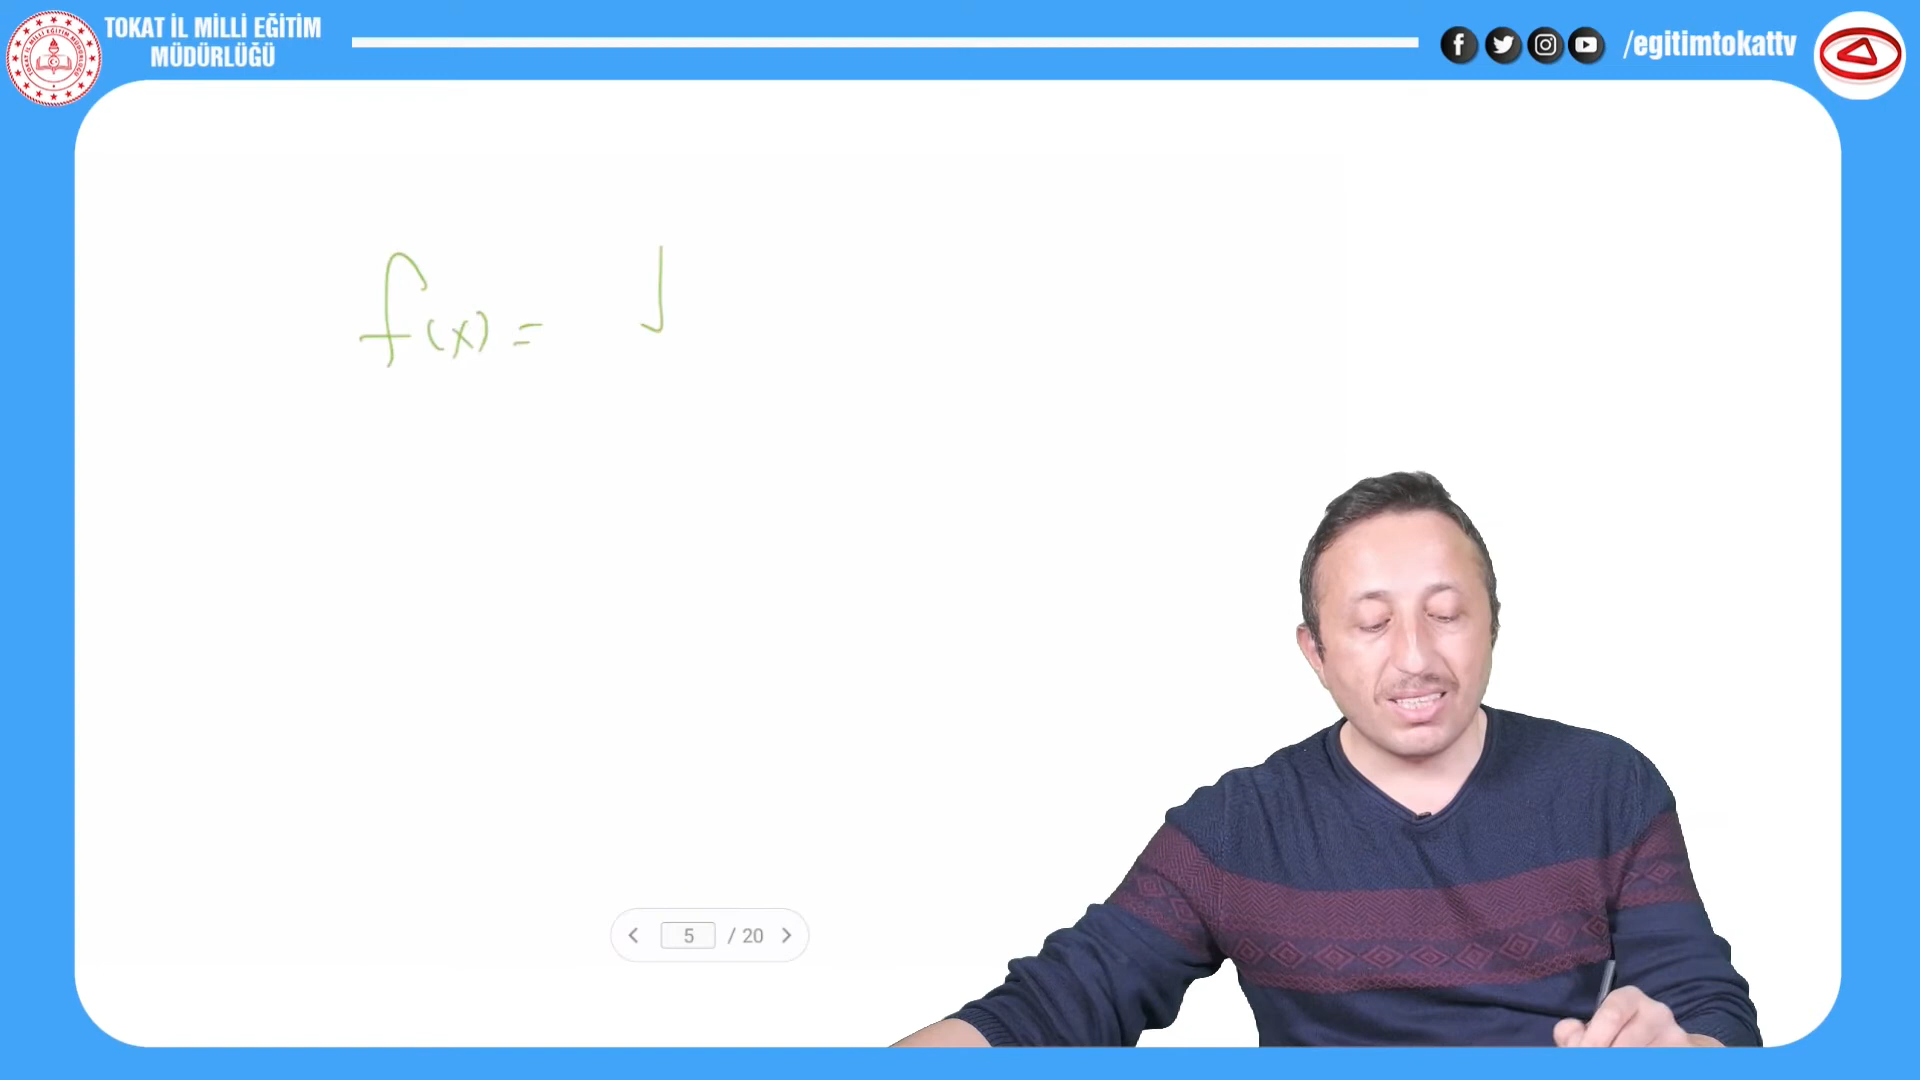 TOKAT İL MİLLİ EĞİTİM
MÜDÜRLÜĞÜ
/egitimtokattv
f(x) =
5 / 20